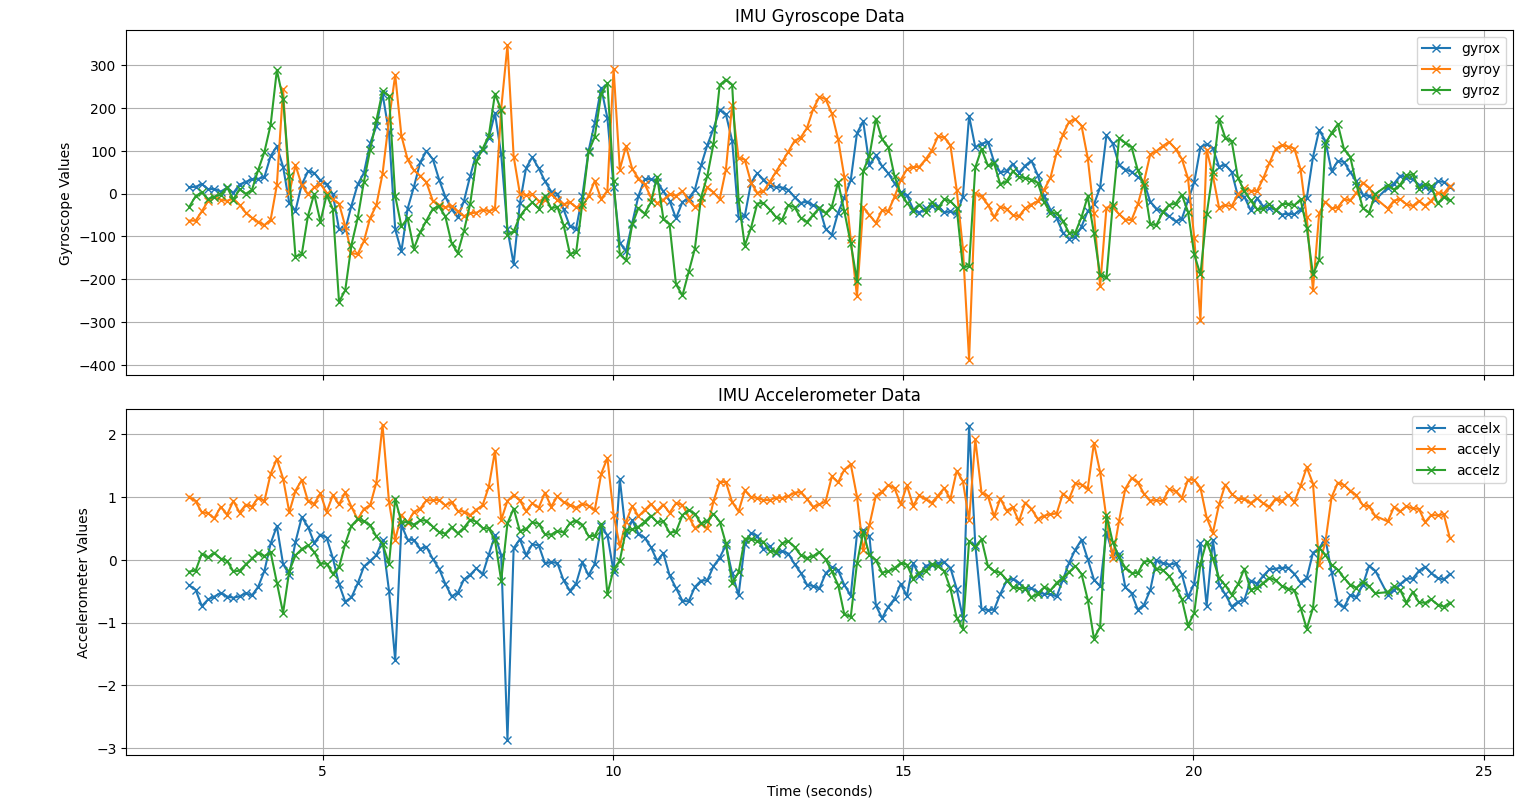 IMU Gyroscope Data
gyrox
gyroy
gyroz
300
200
100
0
−100
−200
−300
−400
Gyroscope Values
IMU Accelerometer Data
accelx
accely
accelz
2
1
0
−1
−2
−3
Accelerometer Values
5 10 15 20 25
Time (seconds)